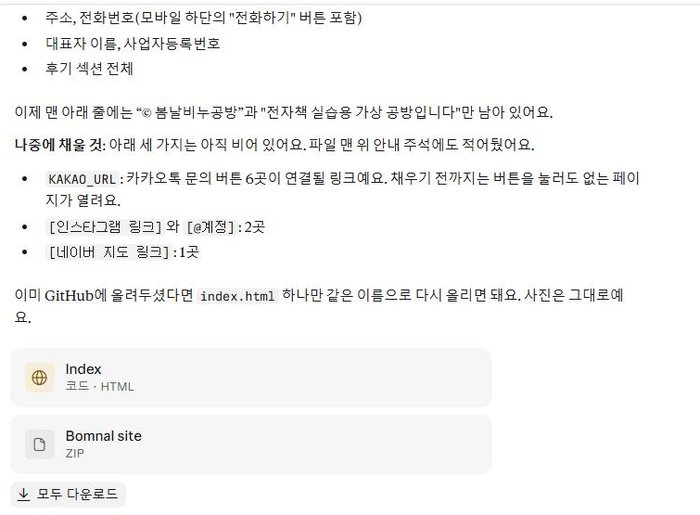 주소, 전화번호(모바일 하단의 "전화하기" 버튼 포함)
대표자 이름, 사업자등록번호
후기 섹션 전체
이제 맨 아래 줄에는 “© 봄날비누공방”과 "전자책 실습용 가상 공방입니다"만 남아 있어요.
나중에 채울 것: 아래 세 가지는 아직 비어 있어요. 파일 맨 위 안내 주석에도 적어뒀어요.
KAKAO_URL : 카카오톡 문의 버튼 6곳이 연결될 링크예요. 채우기 전까지는 버튼을 눌러도 없는 페이
지가 열려요.
[인스타그램 링크] 와 [@계정] : 2곳
[네이버 지도 링크] : 1곳
이미 GitHub에 올려두셨다면 index.html 하나만 같은 이름으로 다시 올리면 돼요. 사진은 그대로예
요.
Index
코드 · HTML
Bomnal site
ZIP
모두 다운로드